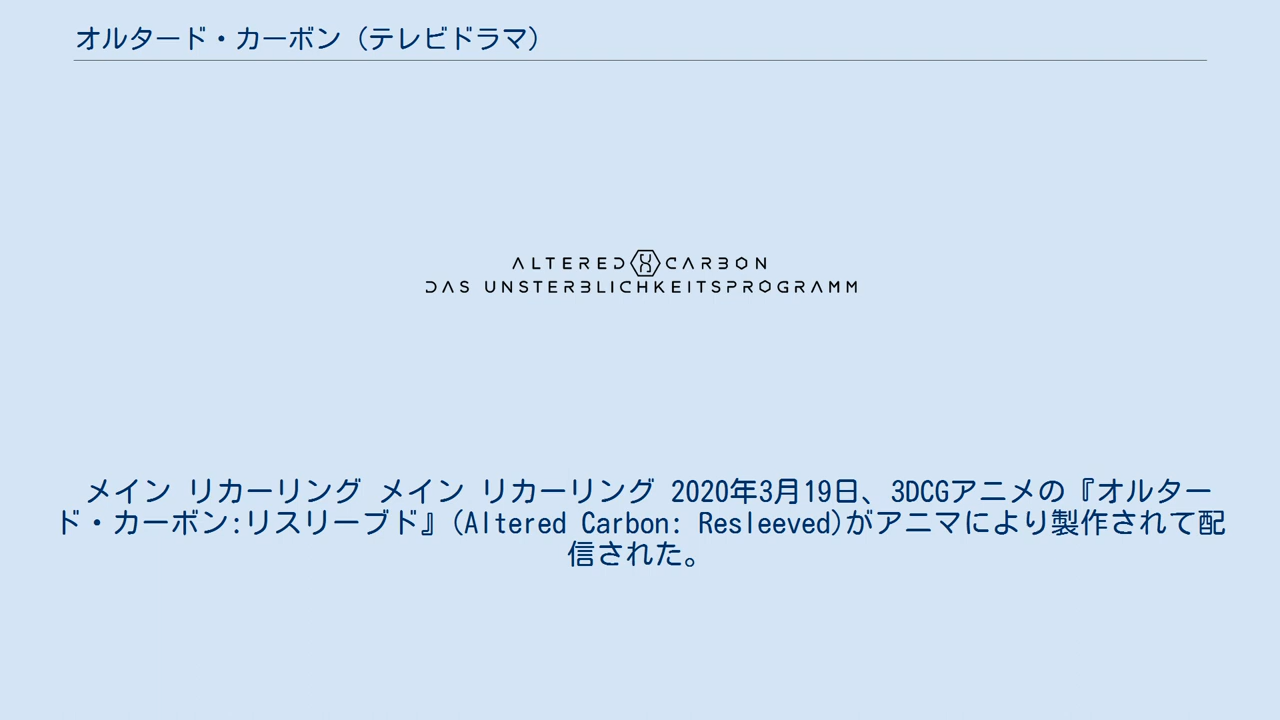 オルタード・カーボン（テレビドラマ）
ALTERED CARBON
DAS UNSTERBLICHKEITSPROGRAMM
メイン リカーリング メイン リカーリング 2020年3月19日、3DCGアニメの『オルター
ド・カーボン:リスリーブド』(Altered Carbon: Resleeved)がアニマにより製作されて配
信された。